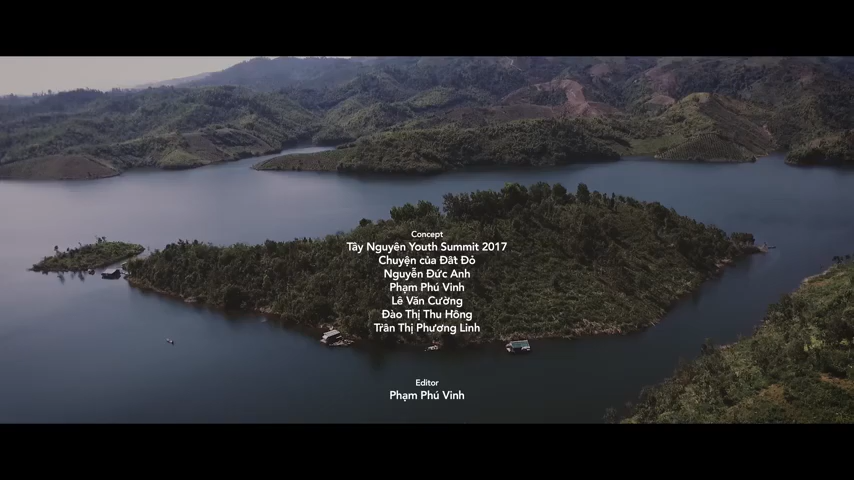 Concept
Tây Nguyên Youth Summit 2017
Chuyện của Đất Đỏ
Nguyễn Đức Anh
Phạm Phú Vinh
Lê Văn Cường
Đào Thị Thu Hồng
Trần Thị Phương Linh
Editor
Phạm Phú Vinh